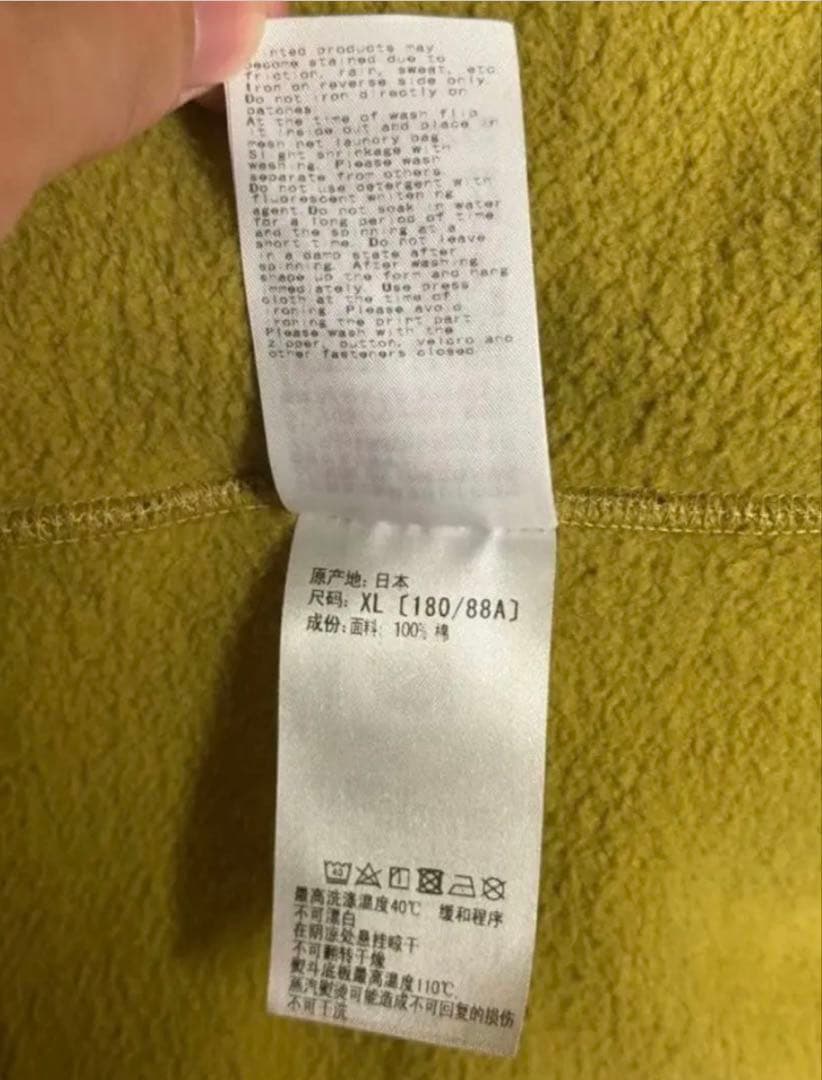 nted products may
become stained due to
friction, rain, sweat, etc
Iron on reverse side only.
Do not iron directly on
patches.
At the time of wash flip
it inside out and place in
mesh net laundry bag.
Slight shrinkage with
washing. Please wash
separate from others.
Do not use detergent with
fluorescent whitening
agent.Do not soak in water
for a long period of time
and the spinning at a
short time. Do not leave
in a damp state after
spinning. After washing
shape up the form and hang
immediately. Use press
cloth at the time of
ironing. Please avoid
ironing the print part
Please wash with the
zipper, button, velcro and
other fasteners closed
原产地: 日本
尺码: XL [180/88A]
成份:面料: 100% 棉
40
最高洗涤温度40℃ 缓和程序
不可漂白
在阴凉处悬挂晾干
不可翻转干燥
熨斗底板最高温度110℃
蒸汽熨烫可能造成不可回复的损伤
不可干洗